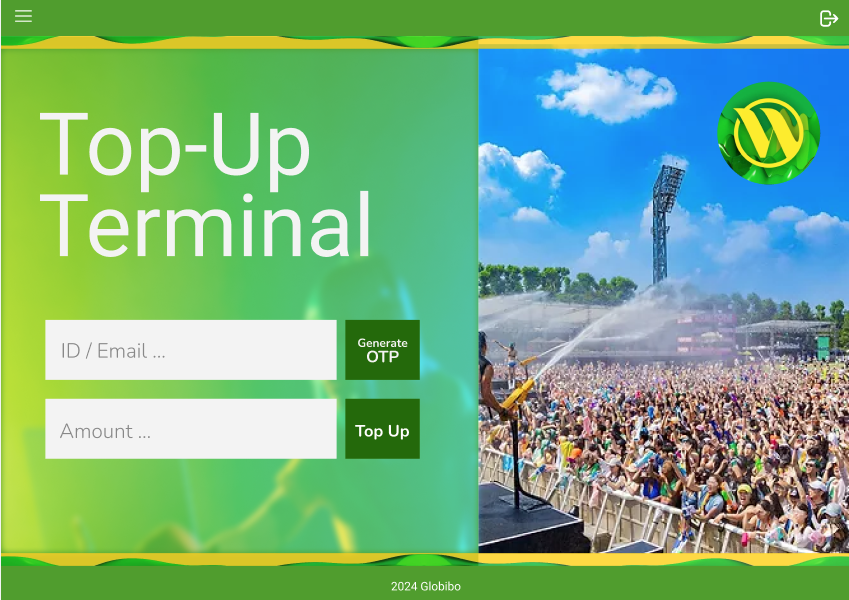 Top-Up
Terminal
ID / Email ...
Generate
OTP
Amount ...
Top Up
2024 Globibo